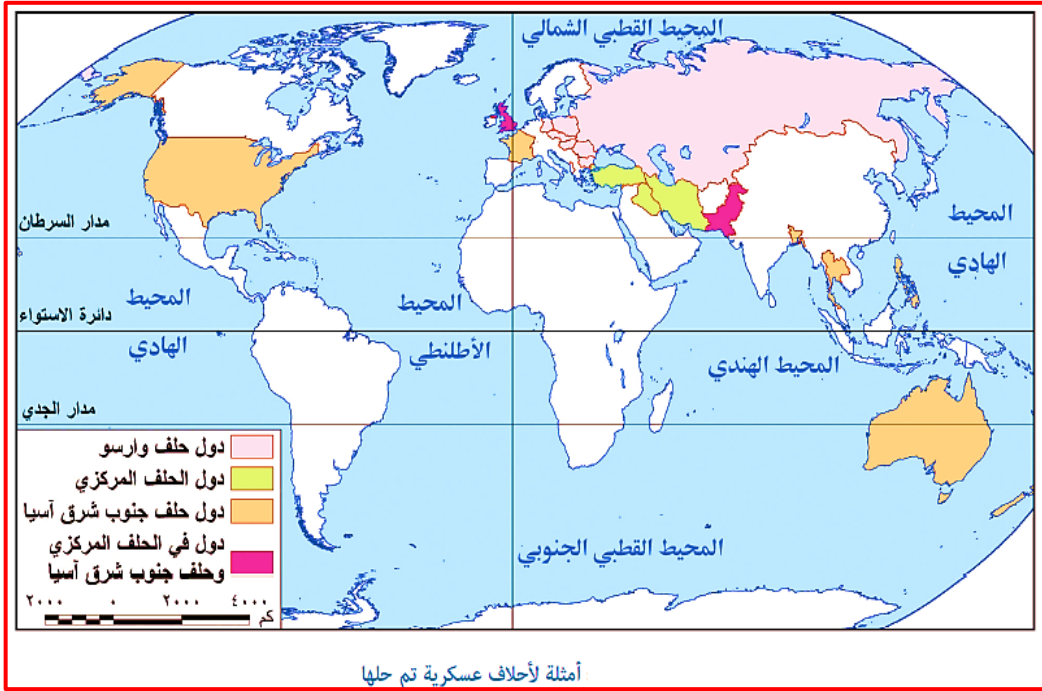 المحيط القطبي الشمالي
المحيط
الهادي
مدار السرطان
المحيط
الهادي
المحيط
الأطلنطي
دائرة الاستواء
المحيط الهندي
مدار الجدي
دول حلف وارسو
دول الحلف المركزي
دول حلف جنوب شرق آسيا
دول في الحلف المركزي
وحلف جنوب شرق آسيا
٢٠٠٠ ٠ ٢٠٠٠ ٤٠٠٠
كم
المحيط القطبي الجنوبي
أمثلة لأحلاف عسكرية تم حلها